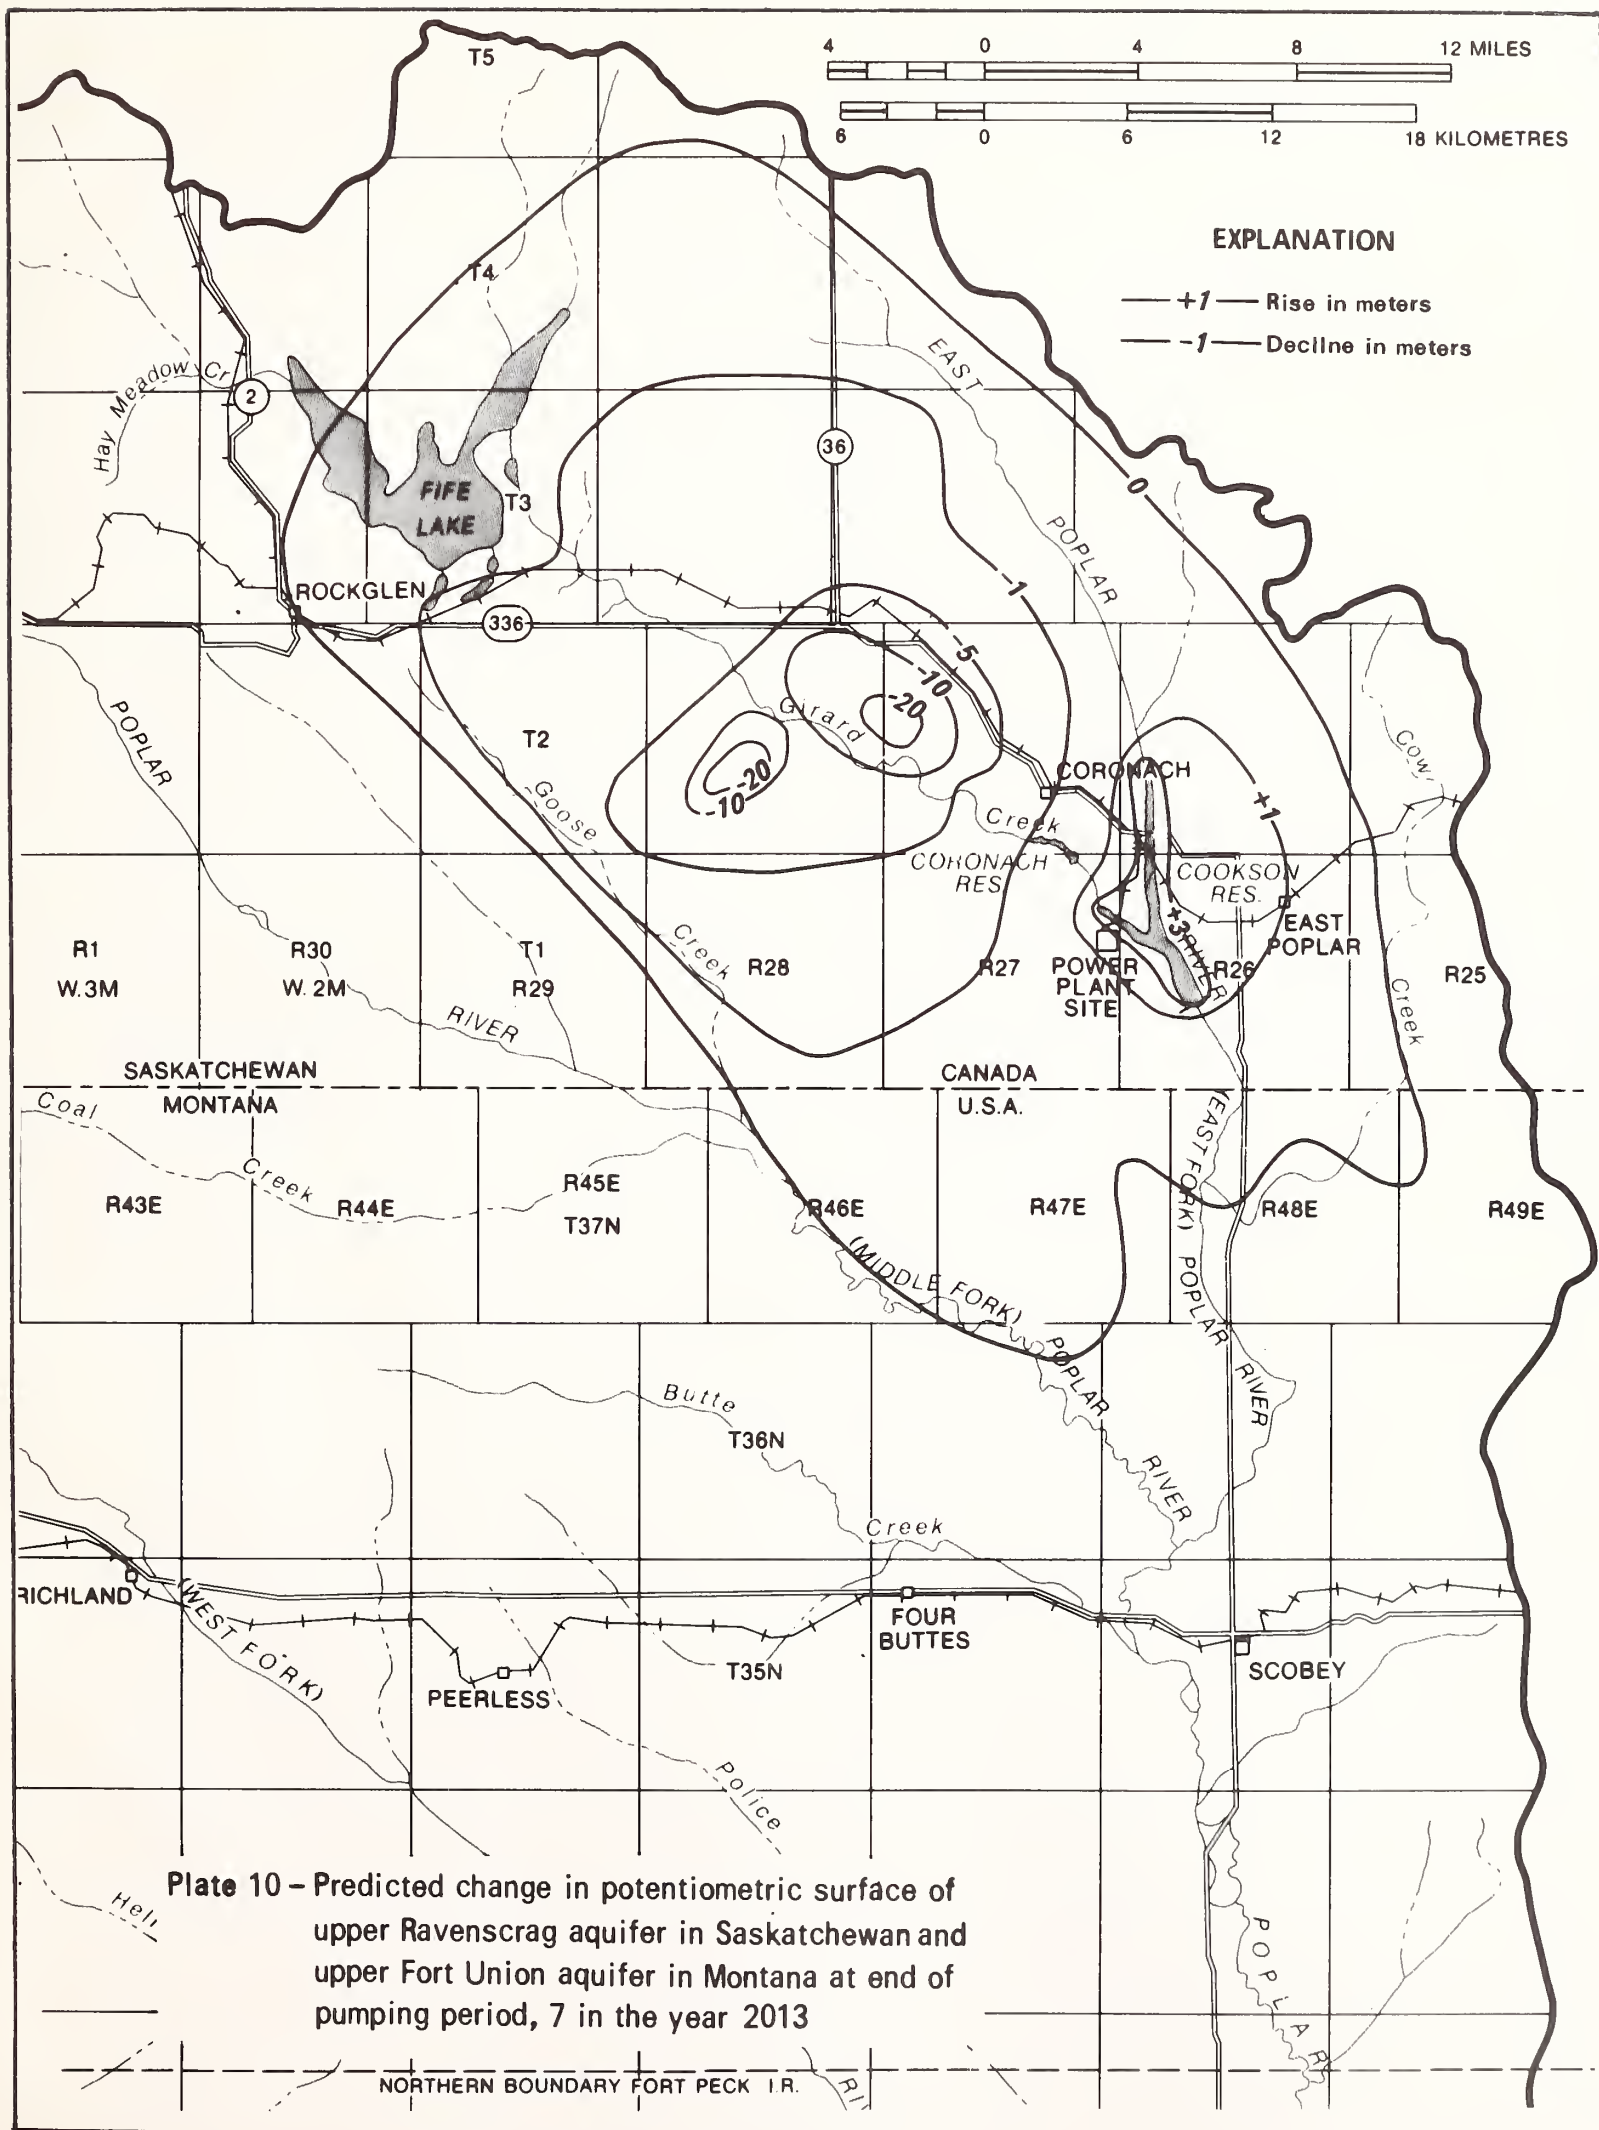 4 0 4 8 12 MILES
6 0 6 12 18 KILOMETRES
EXPLANATION
+1 Rise in meters
-1 Decline in meters
T5
T4
EAST
Hay Meadow Cr
2
36
0
FIFE
LAKE
T3
POPLAR
-1
ROCKGLEN
336
-5
-10
-20
Girard
POPLAR
T2
-20
-10
Goose
CORONACH
+1
Cow
Creek
CORONACH
RES.
COOKSON
RES.
+3
RIVER
EAST
POPLAR
R1
W. 3M
R30
W. 2M
T1
R29
Creek
R28
R27
POWER
PLANT
SITE
R26
R25
Creek
RIVER
SASKATCHEWAN
MONTANA
CANADA
U.S.A.
Coal
Creek
(EAST FORK) POPLAR
RIVER
R43E
R44E
R45E
T37N
R46E
R47E
R48E
R49E
(MIDDLE FORK)
POPLAR
RIVER
Butte
T36N
Creek
RICHLAND
(WEST FORK)
FOUR
BUTTES
PEERLESS
T35N
SCOBEY
Police
POPLAR
Plate 10 – Predicted change in potentiometric surface of
upper Ravenscrag aquifer in Saskatchewan and
upper Fort Union aquifer in Montana at end of
pumping period, 7 in the year 2013
NORTHERN BOUNDARY FORT PECK I.R.